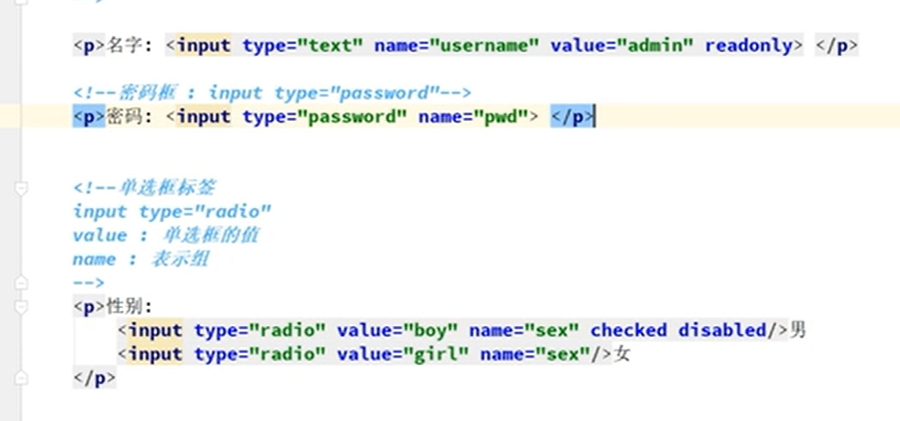 <p>名字: <input type="text" name="username" value="admin" readonly> </p>
<!--密码框 : input type="password"-->
<p>密码: <input type="password" name="pwd"> </p>
<!--单选框标签
input type="radio"
value : 单选框的值
name : 表示组
-->
<p>性别:
<input type="radio" value="boy" name="sex" checked disabled/>男
<input type="radio" value="girl" name="sex"/>女
</p>